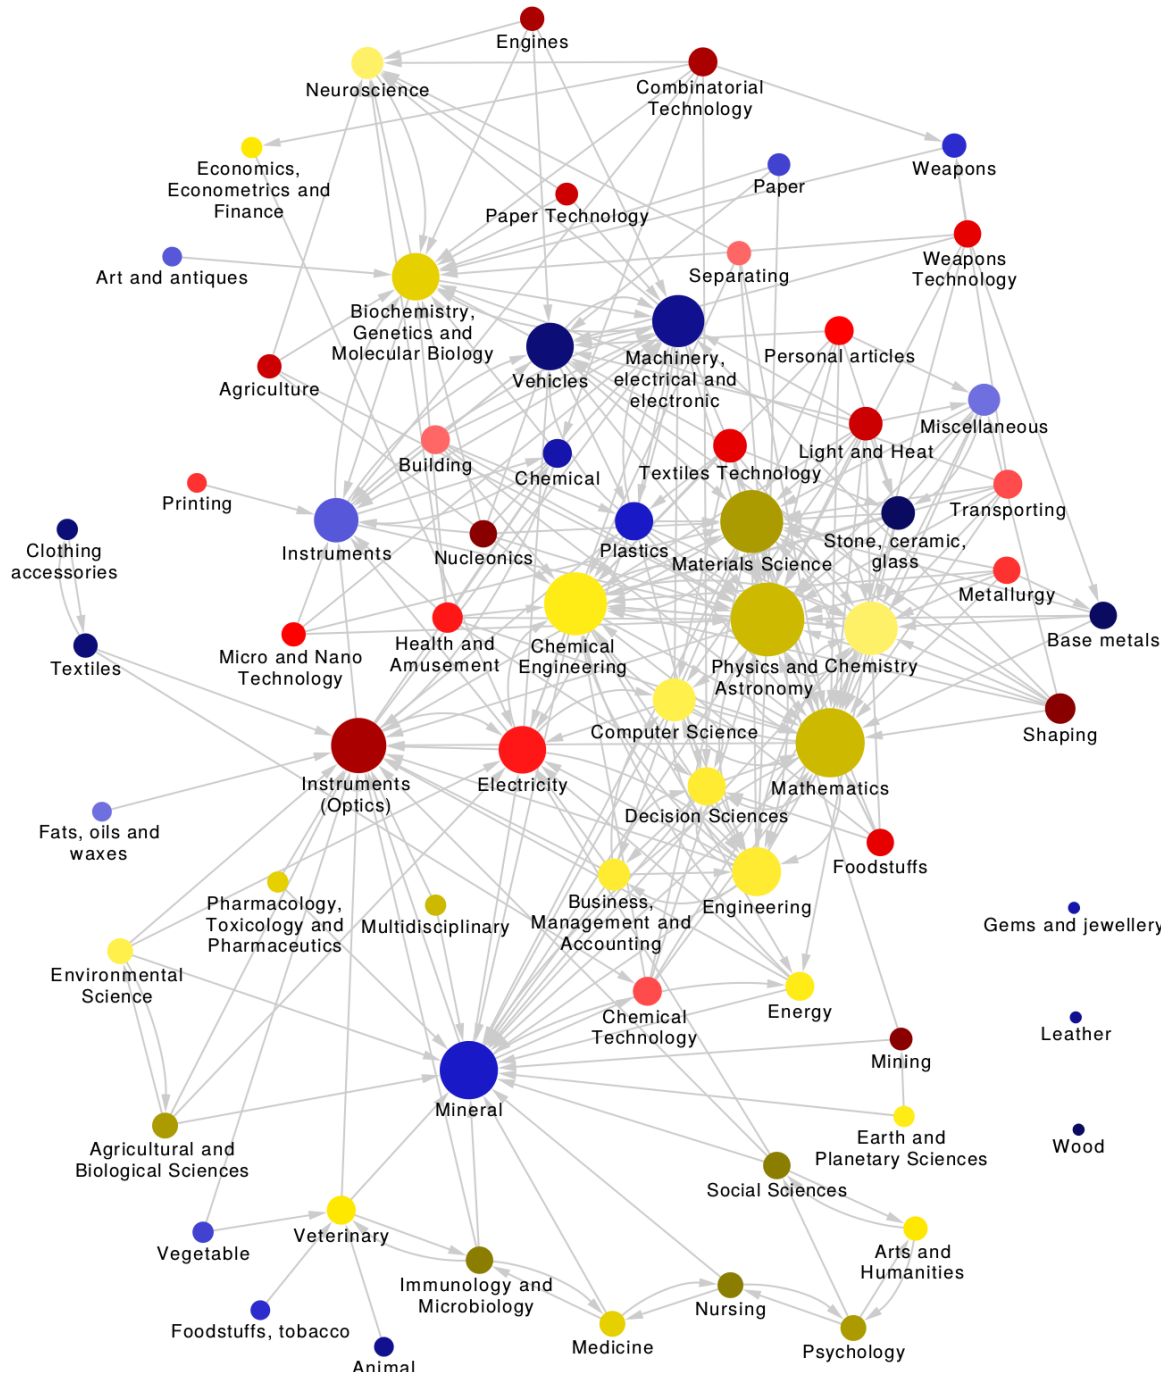 Engines
Neuroscience
Combinatorial
Technology
Economics,
Econometrics and
Finance
Weapons
Paper
Paper Technology
Art and antiques
Separating
Weapons
Technology
Biochemistry,
Genetics and
Molecular Biology
Agriculture
Vehicles
Machinery,
electrical and
electronic
Personal articles
Miscellaneous
Building
Chemical
Textiles Technology
Light and Heat
Printing
Transporting
Instruments
Nucleonics
Plastics
Materials Science
Stone, ceramic,
glass
Clothing
accessories
Metallurgy
Textiles
Micro and Nano
Technology
Health and
Amusement
Chemical
Engineering
Physics and
Astronomy
Chemistry
Base metals
Computer Science
Shaping
Instruments
(Optics)
Electricity
Mathematics
Decision Sciences
Fats, oils and
waxes
Foodstuffs
Pharmacology,
Toxicology and
Pharmaceutics
Multidisciplinary
Business,
Management and
Accounting
Engineering
Gems and jewellery
Environmental
Science
Chemical
Technology
Energy
Leather
Mining
Mineral
Agricultural and
Biological Sciences
Earth and
Planetary Sciences
Wood
Social Sciences
Vegetable
Veterinary
Arts and
Humanities
Immunology and
Microbiology
Nursing
Foodstuffs, tobacco
Medicine
Psychology
Animal